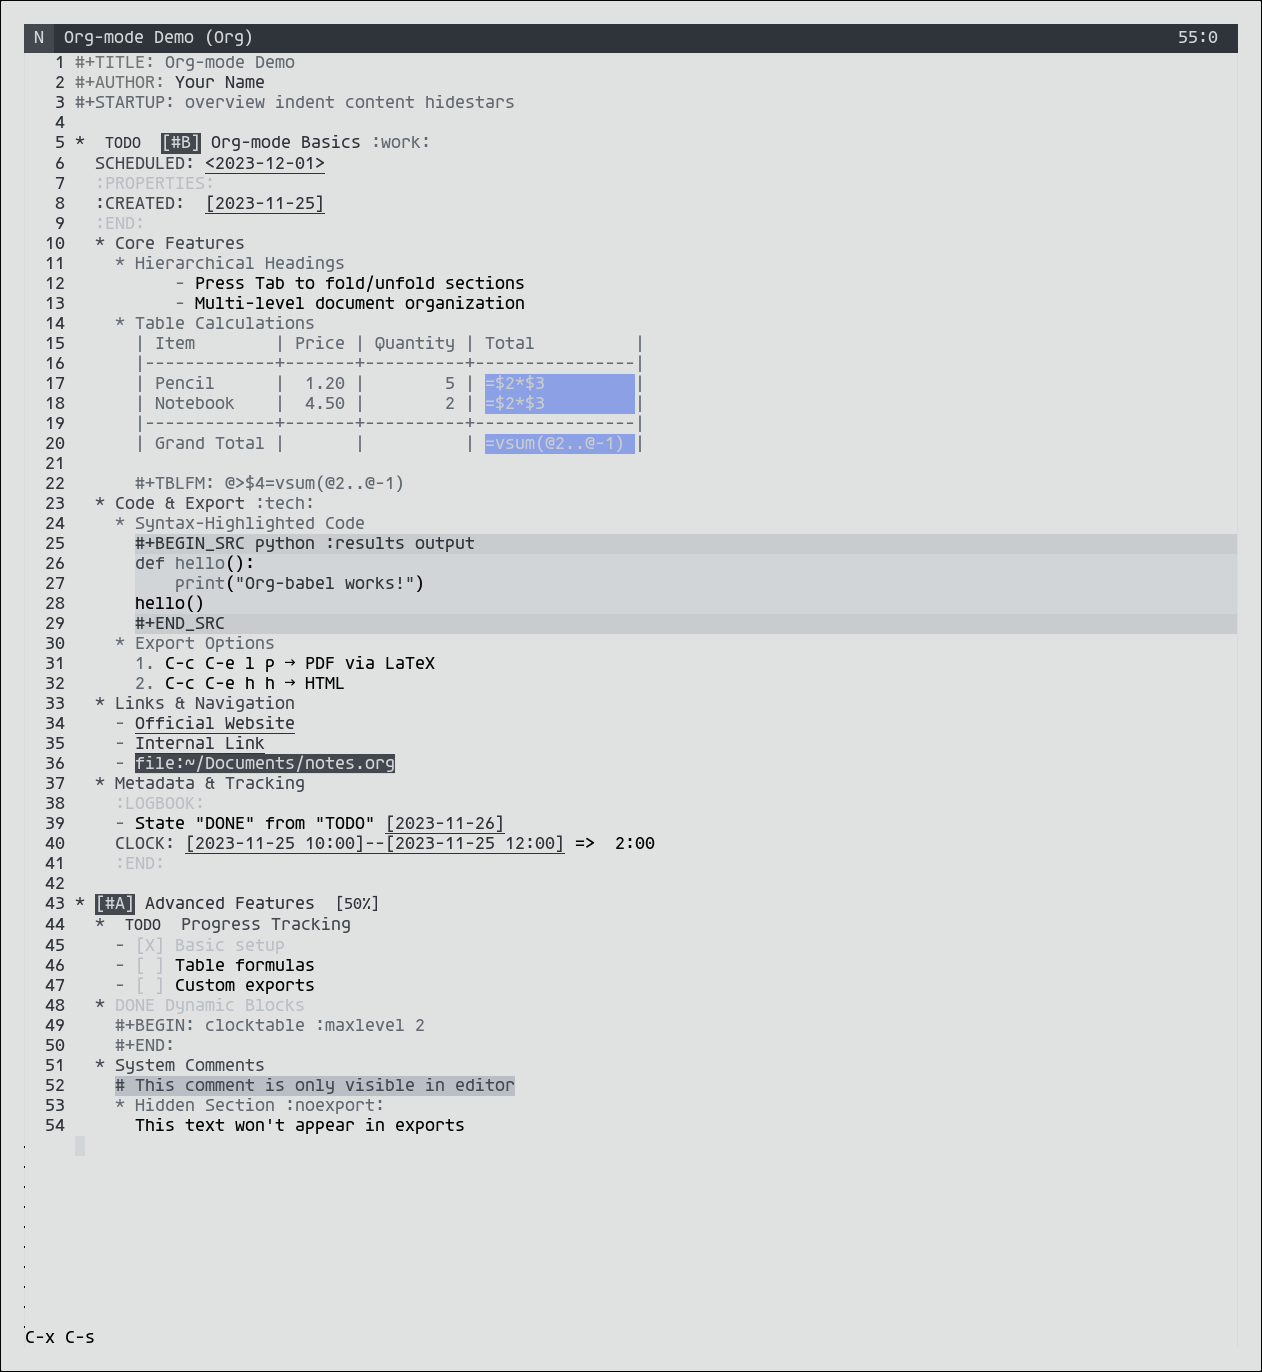 N Org-mode Demo (Org) 55:0
1 #+TITLE: Org-mode Demo
2 #+AUTHOR: Your Name
3 #+STARTUP: overview indent content hidestars
4
5 * TODO [#B] Org-mode Basics :work:
6 SCHEDULED: <2023-12-01>
7 :PROPERTIES:
8 :CREATED: [2023-11-25]
9 :END:
10 * Core Features
11 * Hierarchical Headings
12 - Press Tab to fold/unfold sections
13 - Multi-level document organization
14 * Table Calculations
15 | Item | Price | Quantity | Total |
16 |-------------+-------+----------+----------------|
17 | Pencil | 1.20 | 5 | =$2*$3 |
18 | Notebook | 4.50 | 2 | =$2*$3 |
19 |-------------+-------+----------+----------------|
20 | Grand Total | | | =vsum(@2..@-1) |
21
22 #+TBLFM: @>$4=vsum(@2..@-1)
23 * Code & Export :tech:
24 * Syntax-Highlighted Code
25 #+BEGIN_SRC python :results output
26 def hello():
27 print("Org-babel works!")
28 hello()
29 #+END_SRC
30 * Export Options
31 1. C-c C-e l p → PDF via LaTeX
32 2. C-c C-e h h → HTML
33 * Links & Navigation
34 - Official Website
35 - Internal Link
36 - file:~/Documents/notes.org
37 * Metadata & Tracking
38 :LOGBOOK:
39 - State "DONE" from "TODO" [2023-11-26]
40 CLOCK: [2023-11-25 10:00]--[2023-11-25 12:00] => 2:00
41 :END:
42
43 * [#A] Advanced Features [50%]
44 * TODO Progress Tracking
45 - [X] Basic setup
46 - [ ] Table formulas
47 - [ ] Custom exports
48 * DONE Dynamic Blocks
49 #+BEGIN: clocktable :maxlevel 2
50 #+END:
51 * System Comments
52 # This comment is only visible in editor
53 * Hidden Section :noexport:
54 This text won't appear in exports
C-x C-s